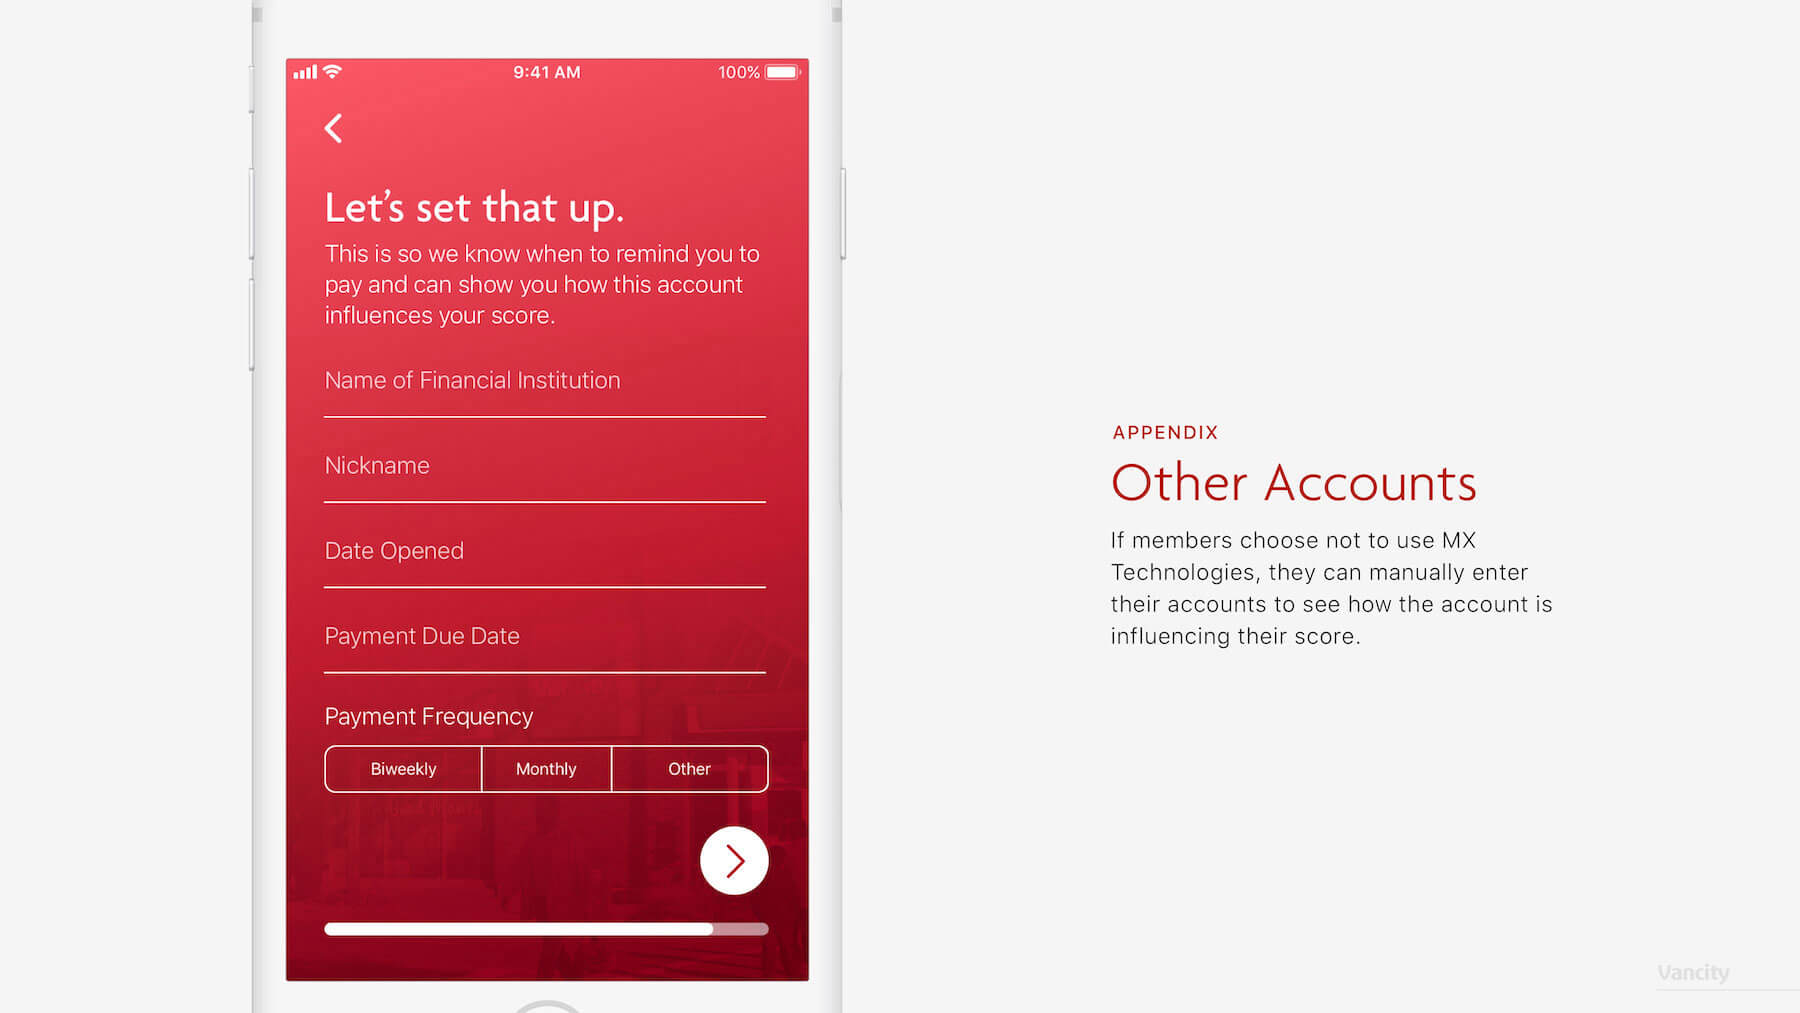 9:41 AM
100%
Let's set that up.
This is so we know when to remind you to
pay and can show you how this account
influences your score.
Name of Financial Institution
Nickname
Date Opened
Payment Due Date
Payment Frequency
Biweekly
Monthly
Other
APPENDIX
Other Accounts
If members choose not to use MX
Technologies, they can manually enter
their accounts to see how the account is
influencing their score.
Vancity